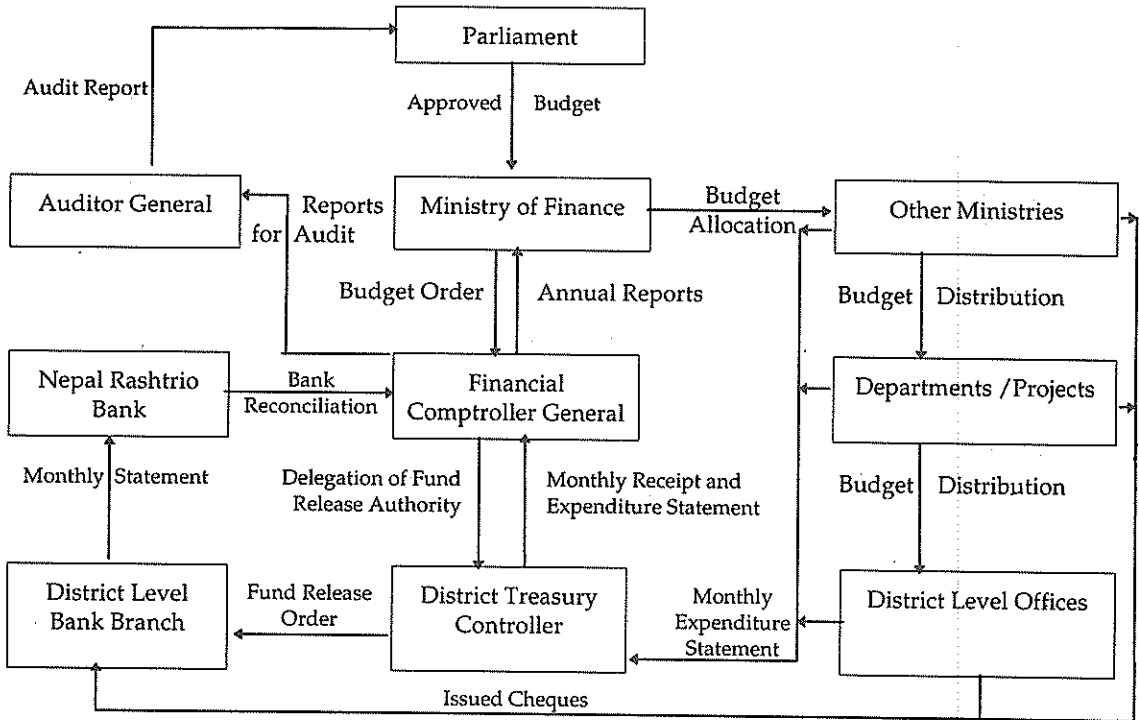 Parliament
Audit Report
Approved Budget
Auditor General
Reports
for Audit
Ministry of Finance
Budget
Allocation
Other Ministries
Budget Order
Annual Reports
Budget Distribution
Nepal Rashtrio
Bank
Bank
Reconciliation
Financial
Comptroller General
Departments /Projects
Monthly Statement
Delegation of Fund
Release Authority
Monthly Receipt and
Expenditure Statement
Budget Distribution
District Level
Bank Branch
Fund Release
Order
District Treasury
Controller
Monthly
Expenditure
Statement
District Level Offices
Issued Cheques